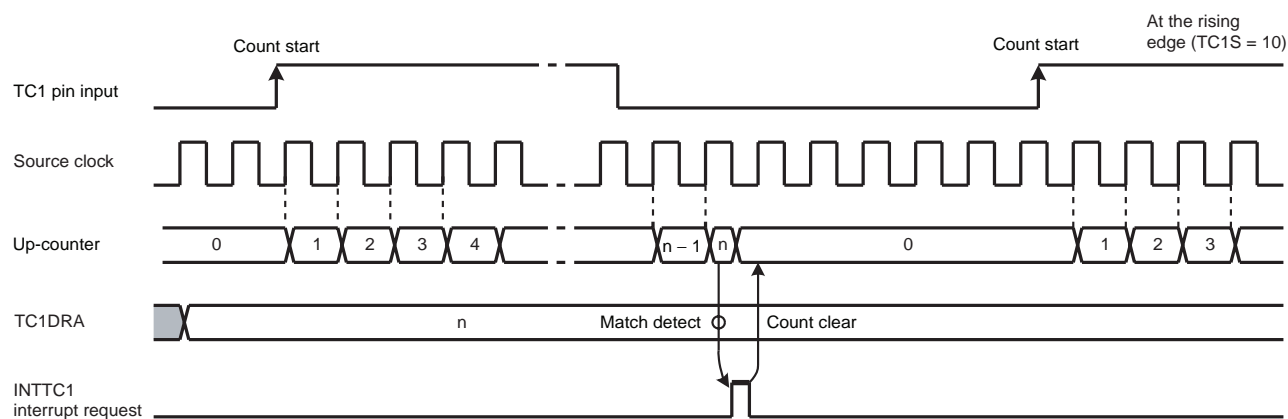 At the rising
edge (TC1S = 10)
Count start
Count start
TC1 pin input
Source clock
Up-counter
0
1
2
3
4
n – 1
n
0
1
2
3
TC1DRA
n
Match detect
Count clear
INTTC1
interrupt request